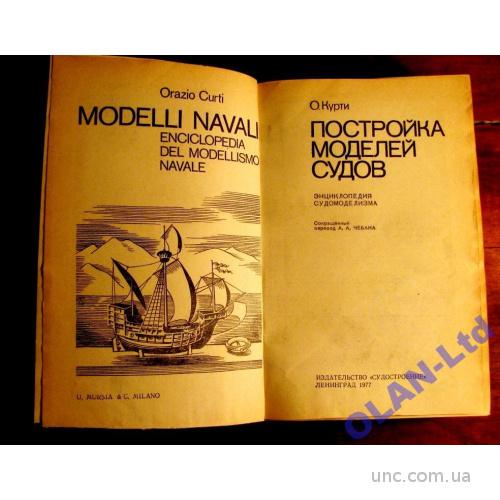 Orazio Curti
MODELLI NAVALI
ENCICLOPEDIA
DEL MODELLISMO
NAVALE
U. MURSIA & C. MILANO
О. Курти
ПОСТРОЙКА
МОДЕЛЕЙ
СУДОВ
ЭНЦИКЛОПЕДИЯ
СУДОМОДЕЛИЗМА
Сокращенный
перевод А. А. ЧЕБАНА
ИЗДАТЕЛЬСТВО «СУДОСТРОЕНИЕ»
ЛЕНИНГРАД 1977
OLAN-Ltd
unc.com.ua